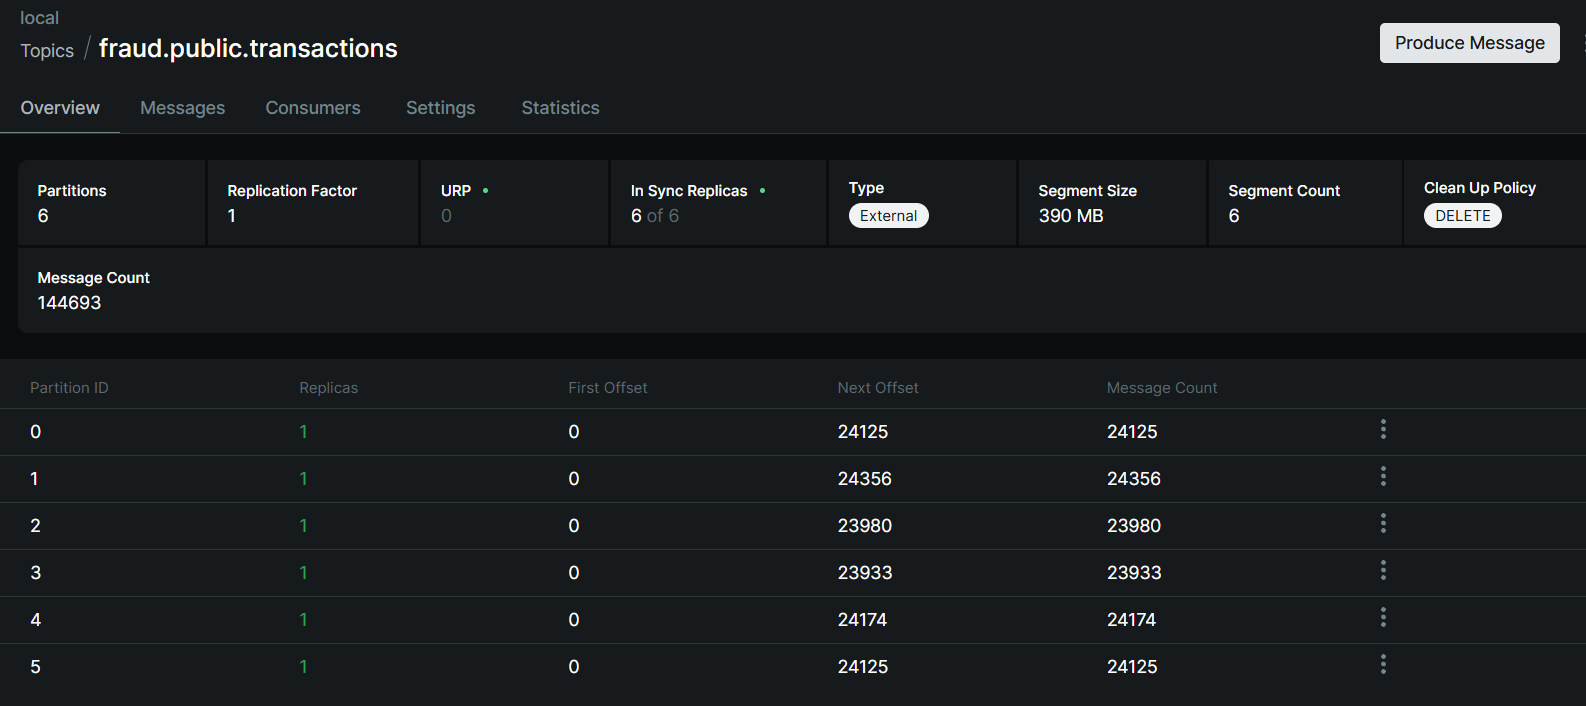 local
Topics / fraud.public.transactions
Produce Message
Overview Messages Consumers Settings Statistics
Partitions Replication Factor URP In Sync Replicas Type Segment Size Segment Count Clean Up Policy
6 1 0 6 of 6 External 390 MB 6 DELETE
Message Count
144693
Partition ID Replicas First Offset Next Offset Message Count
0 1 0 24125 24125
1 1 0 24356 24356
2 1 0 23980 23980
3 1 0 23933 23933
4 1 0 24174 24174
5 1 0 24125 24125